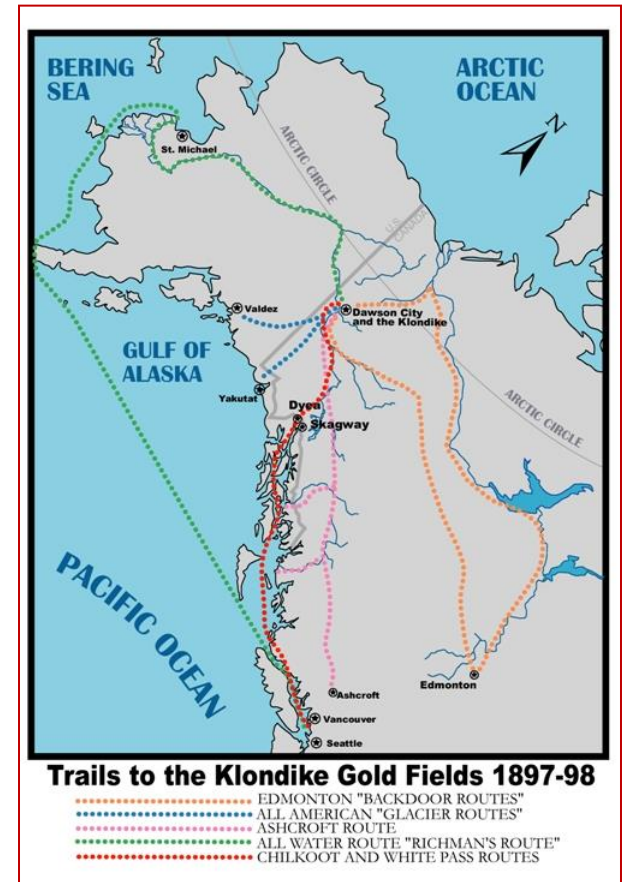 BERING
SEA
ARCTIC
OCEAN
N
ARCTIC CIRCLE
St. Michael
U.S.
CANADA
Valdez
Dawson City
and the Klondike
GULF OF
ALASKA
Yakutat
Dyea
Skagway
ARCTIC CIRCLE
PACIFIC OCEAN
Edmonton
Ashcroft
Vancouver
Seattle
Trails to the Klondike Gold Fields 1897-98
EDMONTON "BACKDOOR ROUTES"
ALL AMERICAN "GLACIER ROUTES"
ASHCROFT ROUTE
ALL WATER ROUTE "RICHMAN'S ROUTE"
CHILKOOT AND WHITE PASS ROUTES